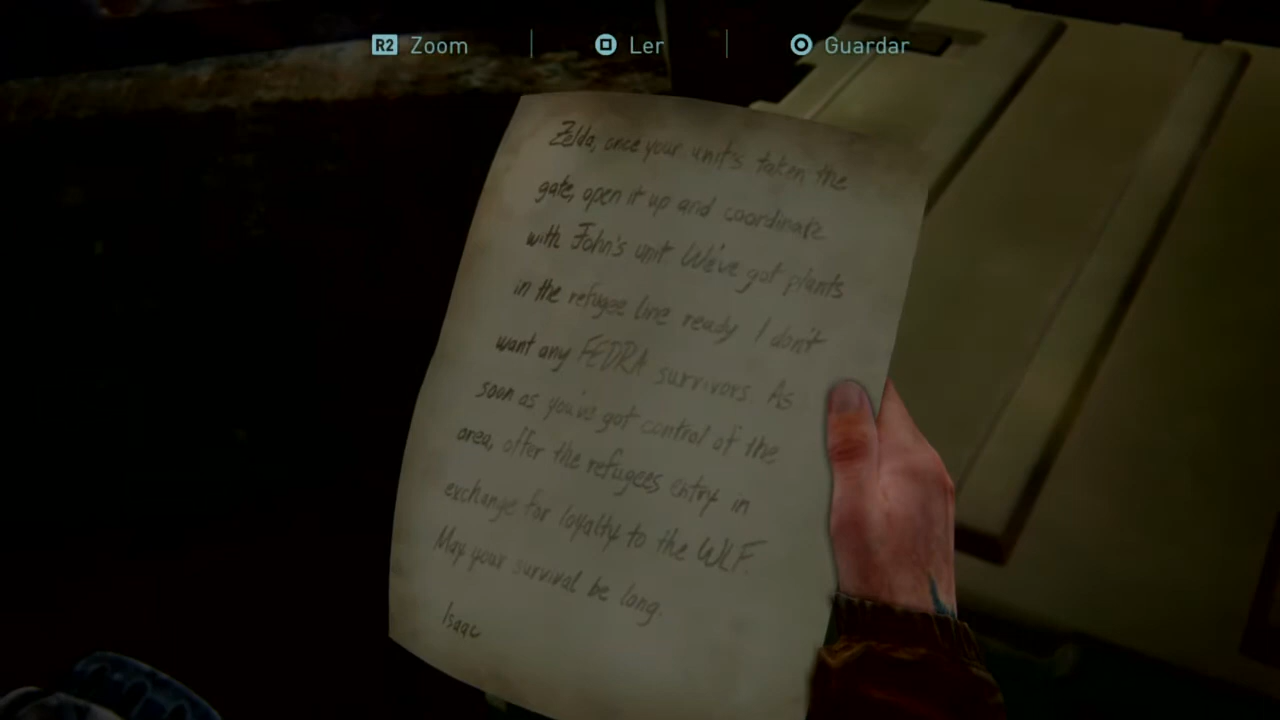 R2 Zoom Ler Guardar
Zelda, once your unit's taken the
gate, open it up and coordinate
with John's unit We've got plants
in the refugee line ready I don't
want any FEDRA survivors. As
soon as you've got control of the
area, offer the refugees entry in
exchange for loyalty to the WLF.
May your survival be long.
Isaac